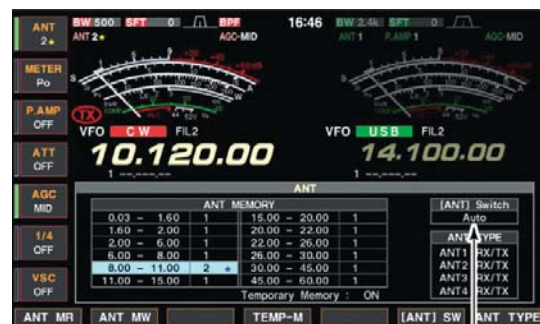 ANT 2★ BW 500 SFT 0 BPF 16:46 BW 2.4k SFT 0
ANT 2★ AGC-MID ANT 1 P.AMP 1 AGC-MID
METER Po
P.AMP OFF
TX
VFO CW FIL2 VFO USB FIL2
ATT OFF
10.120.00 14.100.00
1 --,---,-- 1 --,---,--
AGC MID
ANT
ANT MEMORY [ANT] Switch
0.03 - 1.60 1 15.00 - 20.00 1 Auto
1/4 OFF
1.60 - 2.00 1 20.00 - 22.00 1
2.00 - 6.00 1 22.00 - 26.00 1 ANT TYPE
6.00 - 8.00 1 26.00 - 30.00 1 ANT1 RX/TX
VSC OFF
8.00 - 11.00 2 ★ 30.00 - 45.00 1 ANT2 RX/TX
11.00 - 15.00 1 45.00 - 60.00 1 ANT3 RX/TX
Temporary Memory : ON ANT4 RX/TX
ANT MR ANT MW TEMP-M [ANT] SW ANT TYPE